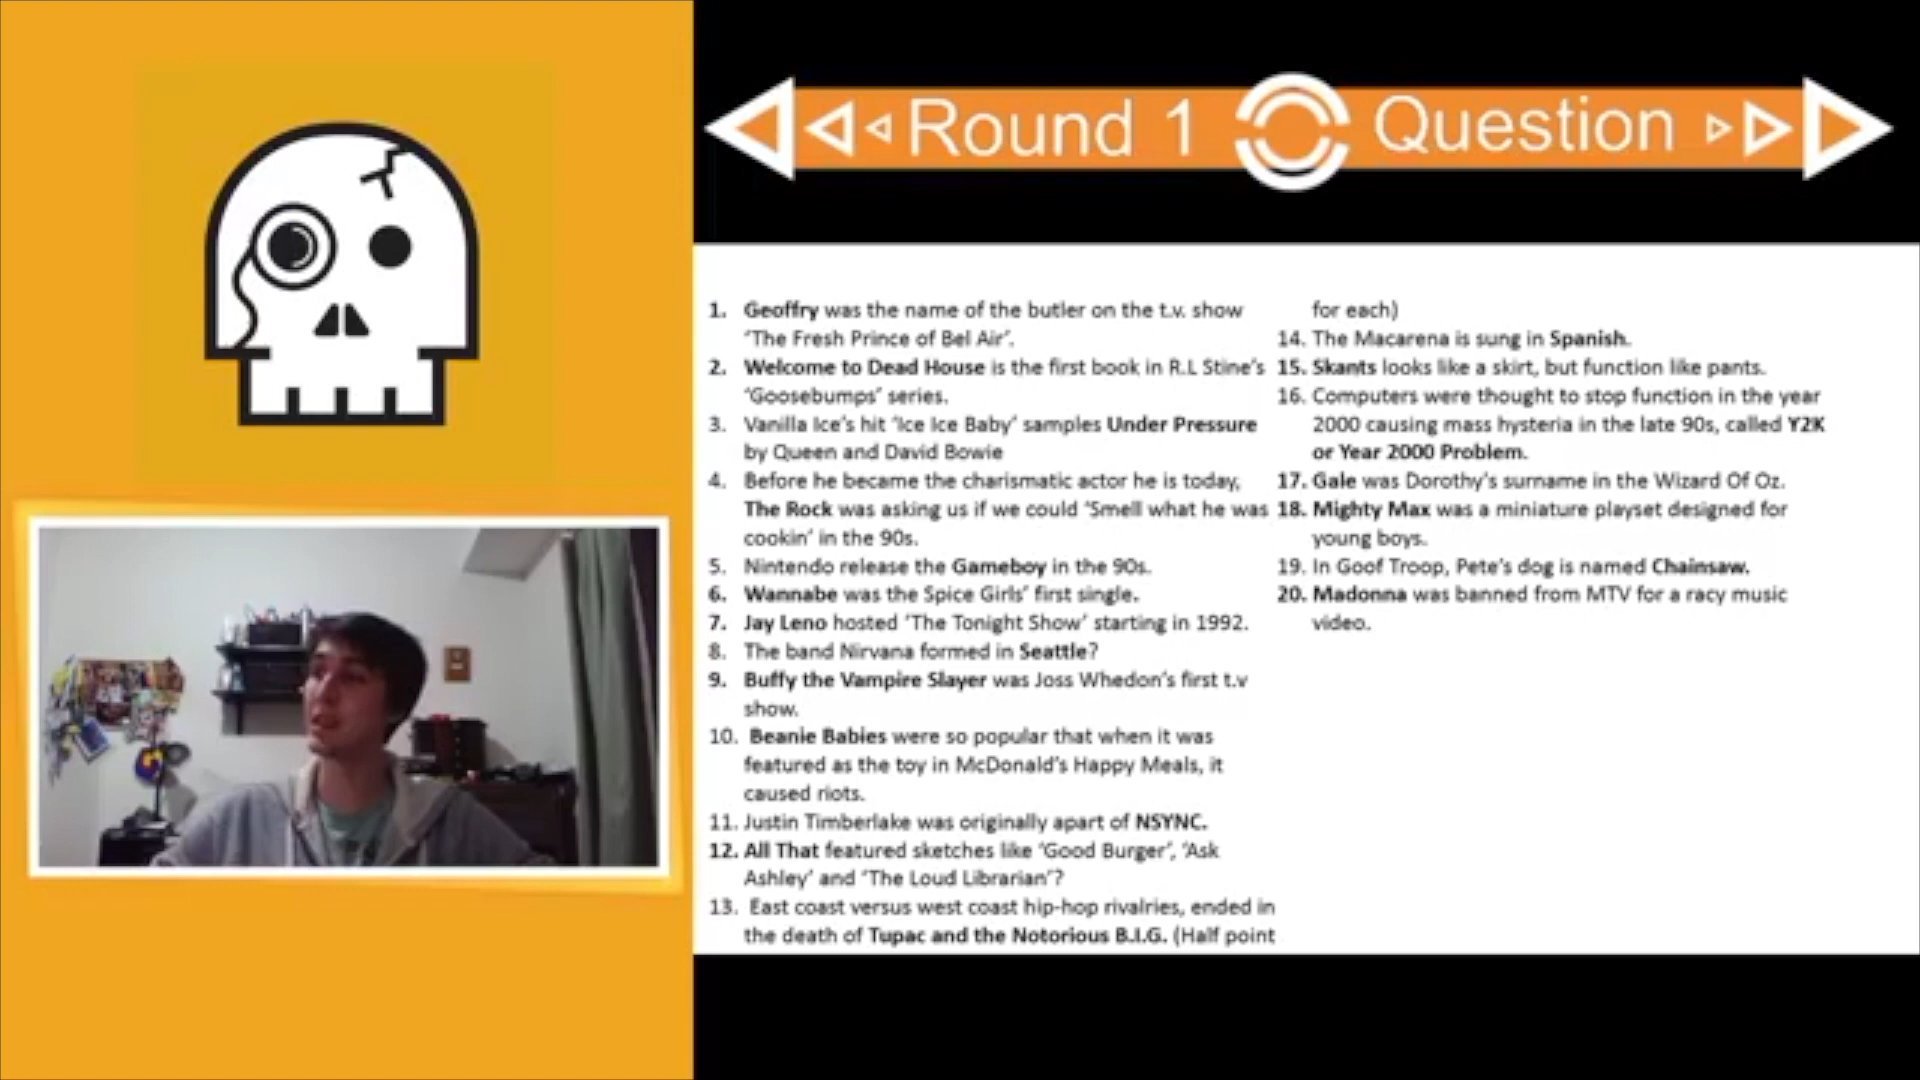 Round 1 Question
1. Geoffry was the name of the butler on the t.v. show
'The Fresh Prince of Bel Air'.
2. Welcome to Dead House is the first book in R.L Stine's
'Goosebumps' series.
3. Vanilla Ice's hit 'Ice Ice Baby' samples Under Pressure
by Queen and David Bowie
4. Before he became the charismatic actor he is today,
The Rock was asking us if we could 'Smell what he was
cookin' in the 90s.
5. Nintendo release the Gameboy in the 90s.
6. Wannabe was the Spice Girls' first single.
7. Jay Leno hosted 'The Tonight Show' starting in 1992.
8. The band Nirvana formed in Seattle?
9. Buffy the Vampire Slayer was Joss Whedon's first t.v
show.
10. Beanie Babies were so popular that when it was
featured as the toy in McDonald's Happy Meals, it
caused riots.
11. Justin Timberlake was originally apart of NSYNC.
12. All That featured sketches like 'Good Burger', 'Ask
Ashley' and 'The Loud Librarian'?
13. East coast versus west coast hip-hop rivalries, ended in
the death of Tupac and the Notorious B.I.G. (Half point
for each)
14. The Macarena is sung in Spanish.
15. Skants looks like a skirt, but function like pants.
16. Computers were thought to stop function in the year
2000 causing mass hysteria in the late 90s, called Y2K
or Year 2000 Problem.
17. Gale was Dorothy's surname in the Wizard Of Oz.
18. Mighty Max was a miniature playset designed for
young boys.
19. In Goof Troop, Pete's dog is named Chainsaw.
20. Madonna was banned from MTV for a racy music
video.